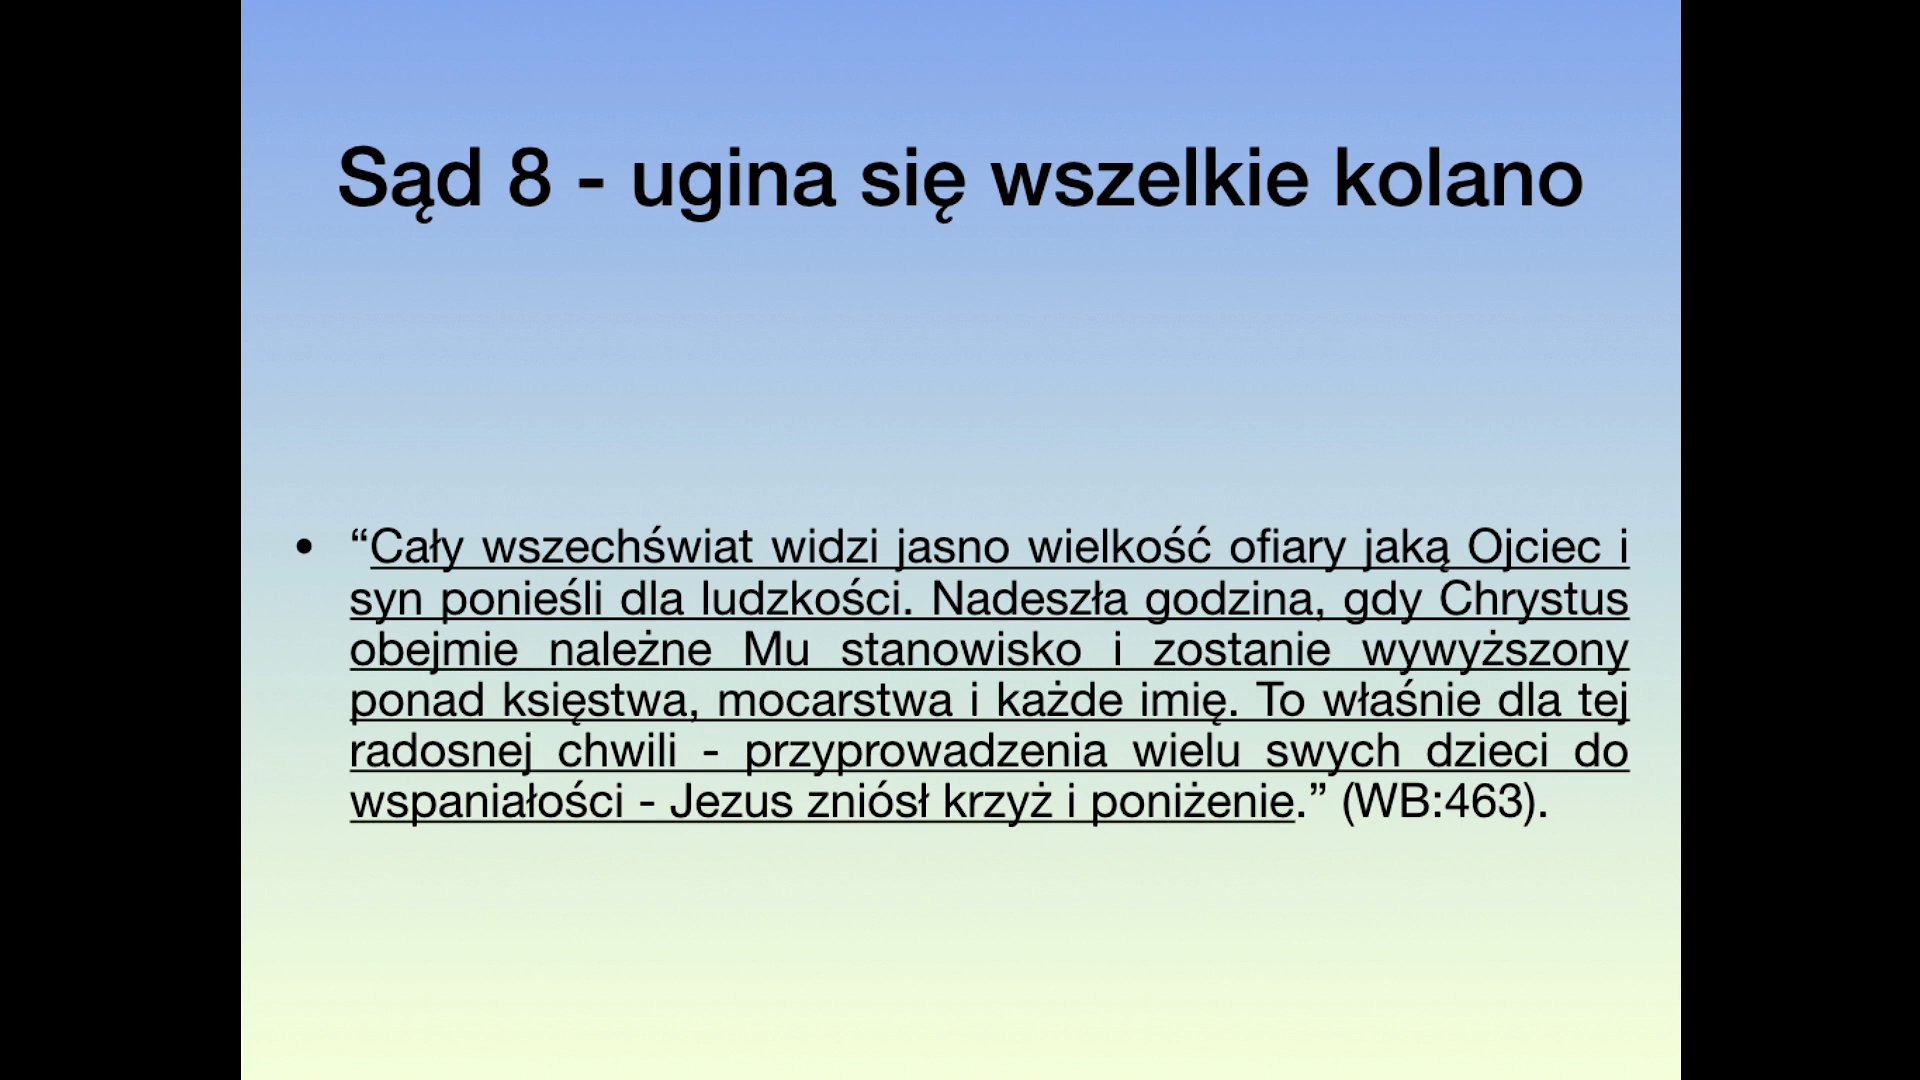 Sąd 8 - ugina się wszelkie kolano
• “Cały wszechświat widzi jasno wielkość ofiary jaką Ojciec i
syn ponieśli dla ludzkości. Nadeszła godzina, gdy Chrystus
obejmie należne Mu stanowisko i zostanie wywyższony
ponad księstwa, mocarstwa i każde imię. To właśnie dla tej
radosnej chwili - przyprowadzenia wielu swych dzieci do
wspaniałości - Jezus zniósł krzyż i poniżenie.” (WB:463).